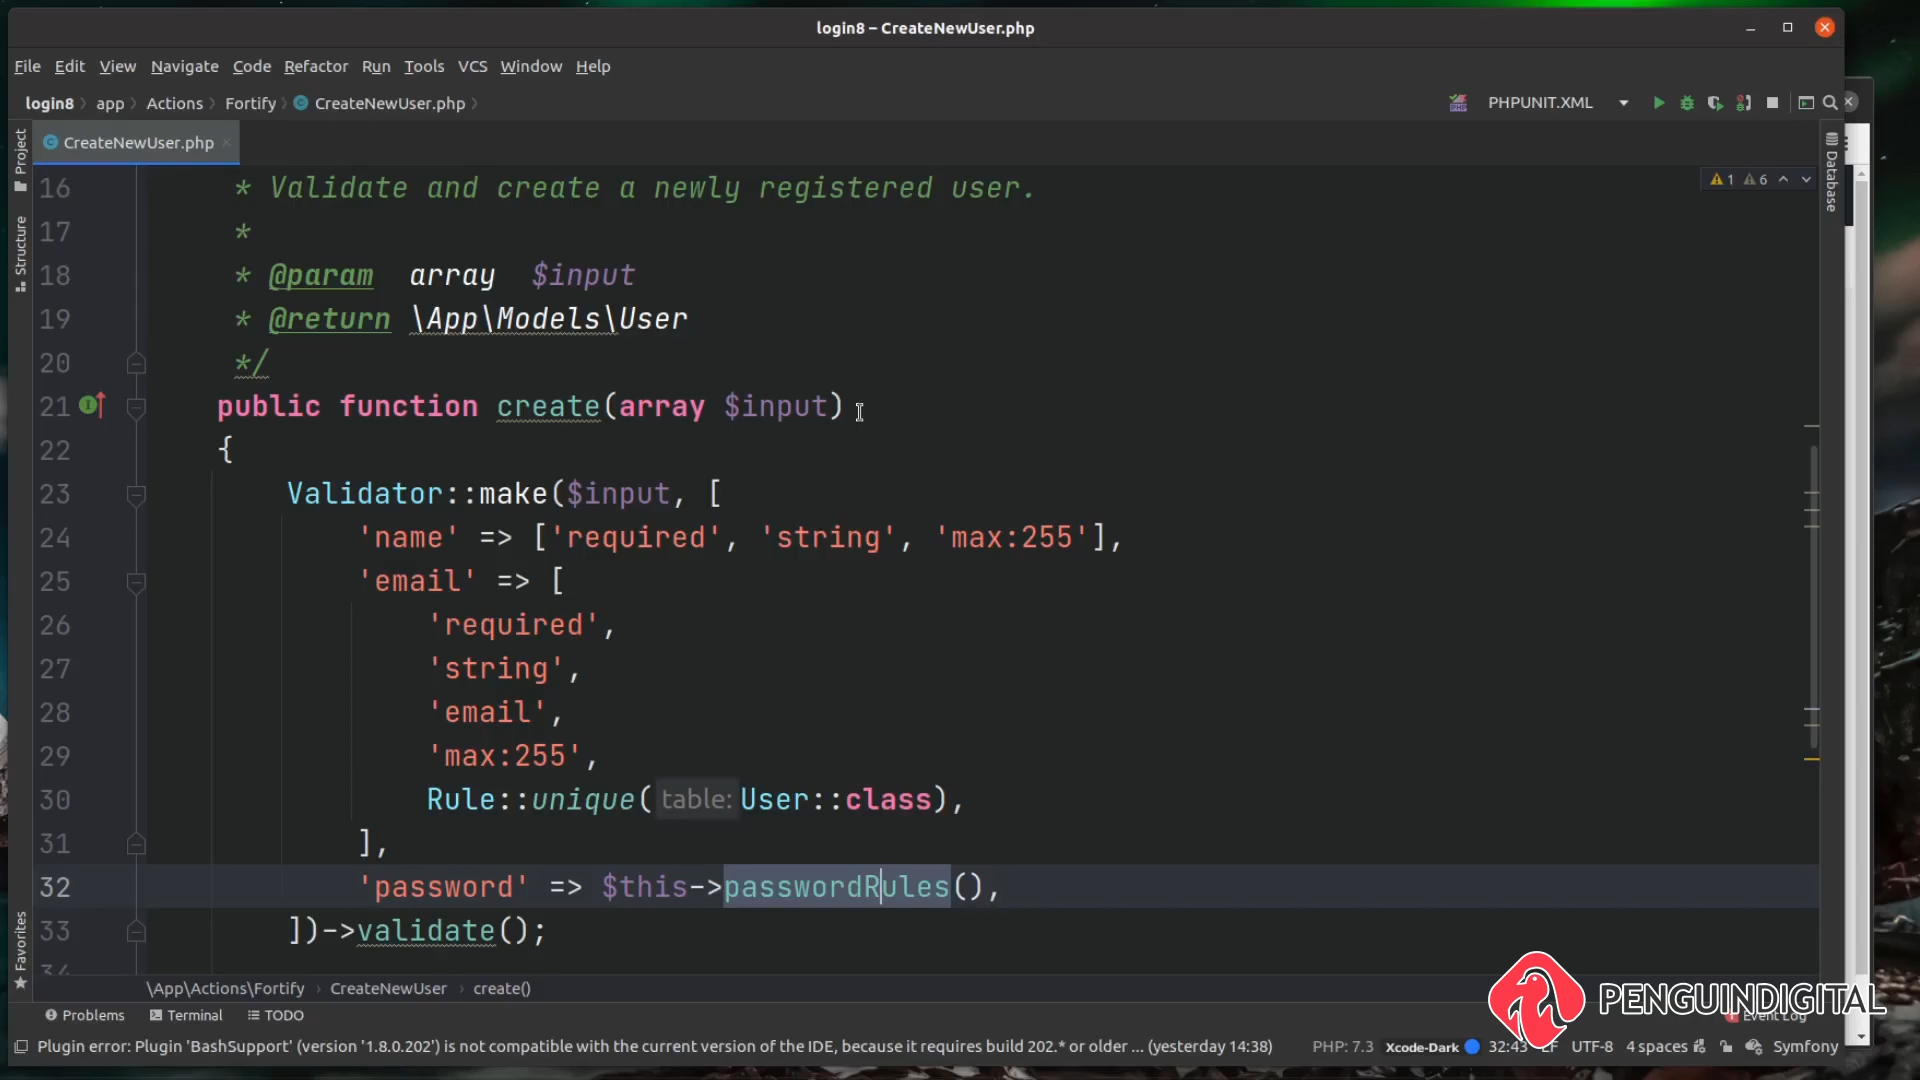 login8 – CreateNewUser.php
File Edit View Navigate Code Refactor Run Tools VCS Window Help
login8 app Actions Fortify CreateNewUser.php PHPUNIT.XML
Project
Structure
Favorites
CreateNewUser.php
Database
1 6
16 * Validate and create a newly registered user.
17 *
18 * @param array $input
19 * @return \App\Models\User
20 */
21 public function create(array $input)
22 {
23 Validator::make($input, [
24 'name' => ['required', 'string', 'max:255'],
25 'email' => [
26 'required',
27 'string',
28 'email',
29 'max:255',
30 Rule::unique( table: User::class),
31 ],
32 'password' => $this->passwordRules(),
33 ])->validate();
34
\App\Actions\Fortify › CreateNewUser › create()
PENGUINDIGITAL
Problems Terminal TODO Event Log
Plugin error: Plugin 'BashSupport' (version '1.8.0.202') is not compatible with the current version of the IDE, because it requires build 202.* or older ... (yesterday 14:38) PHP: 7.3 Xcode-Dark 32:43 LF UTF-8 4 spaces Symfony